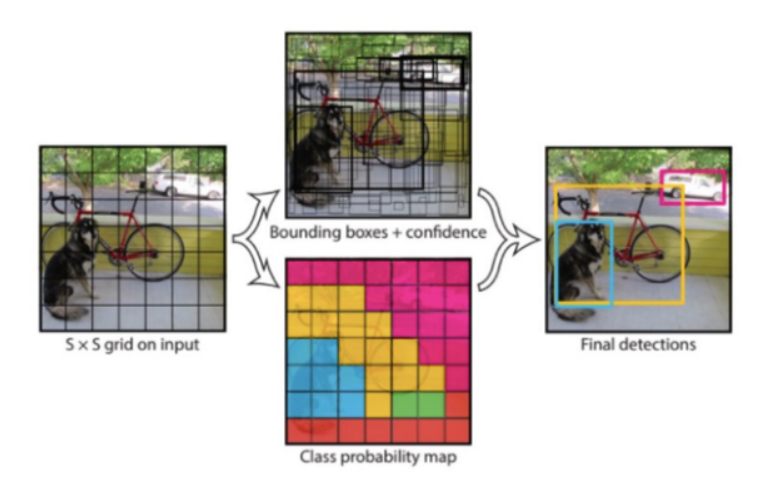 Bounding boxes + confidence
S × S grid on input
Final detections
Class probability map